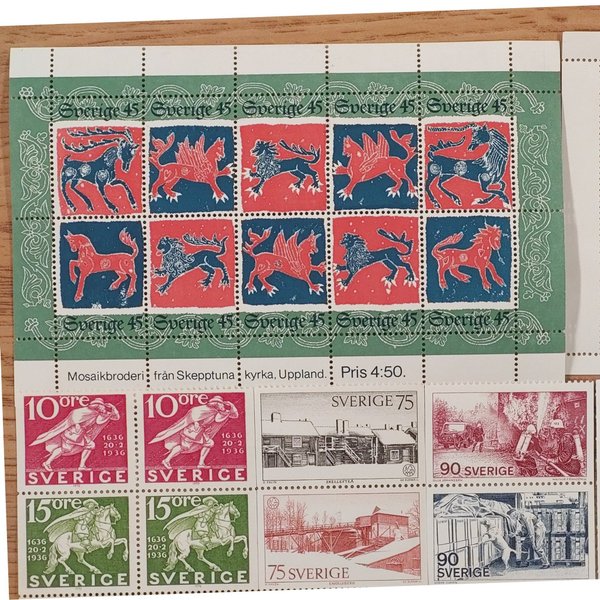 Sverige 45 Sverige 45 Sverige 45 Sverige 45 Sverige 45
Sverige 45 Sverige 45 Sverige 45 Sverige 45 Sverige 45
Mosaikbroderi från Skepptuna kyrka, Uppland. Pris 4:50.
10 öre
1636
20·2
1936
SVERIGE
10 öre
1636
20·2
1936
SVERIGE
SVERIGE 75
SKELLEFTEÅ
90 SVERIGE
15 öre
1636
20·2
1936
SVERIGE
15 öre
1636
20·2
1936
SVERIGE
75 SVERIGE
90
SVERIGE